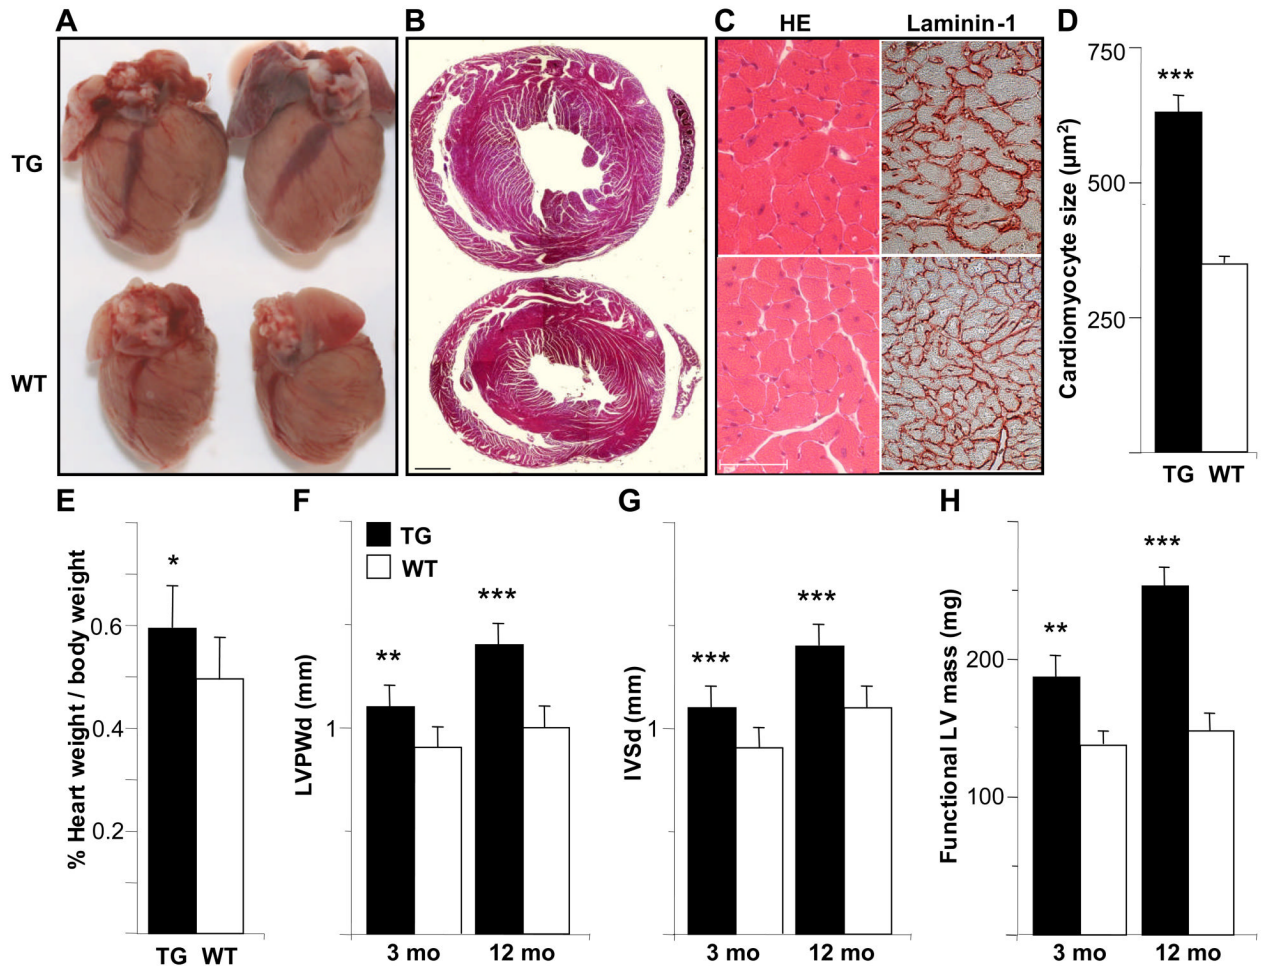 A
B
C
HE
Laminin-1
D
TG
WT
Cardiomyocyte size (µm²)
750
500
250
***
TG WT
E
% Heart weight / body weight
0.6
0.4
0.2
*
TG WT
F
TG
WT
LVPWd (mm)
1
**
***
3 mo
12 mo
G
IVSd (mm)
1
***
***
3 mo
12 mo
H
Functional LV mass (mg)
200
100
**
***
3 mo
12 mo